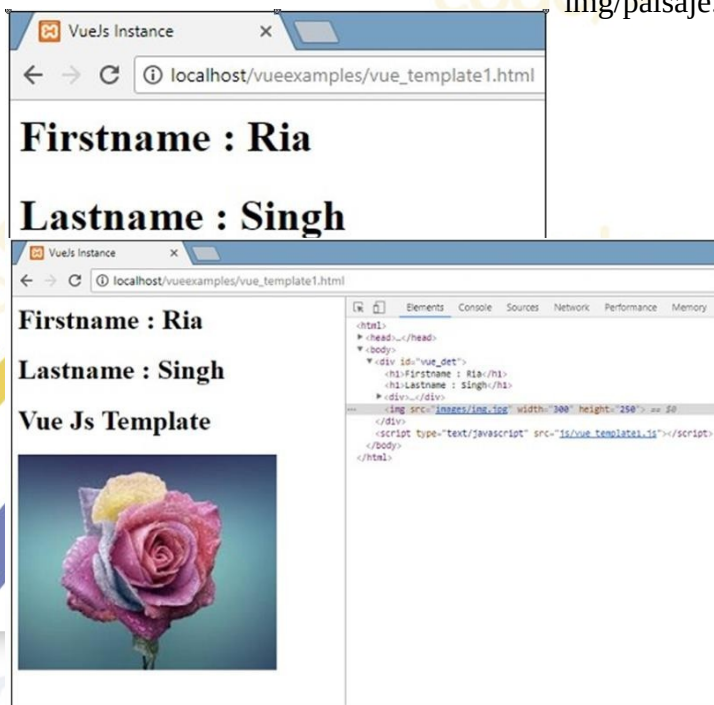 img/paisaje.
VueJs Instance
localhost/vueexamples/vue_template1.html
Firstname : Ria
Lastname : Singh
VueJs Instance
localhost/vueexamples/vue_template1.html
Firstname : Ria
Lastname : Singh
Vue Js Template
Elements Console Sources Network Performance Memory
<html>
<head>…</head>
<body>
<div id="vue_det">
<h1>Firstname : Ria</h1>
<h1>Lastname : Singh</h1>
<div>…</div>
<img src="images/img.jpg" width="300" height="250"> == $0
</div>
<script type="text/javascript" src="js/vue_template1.js"></script>
</body>
</html>